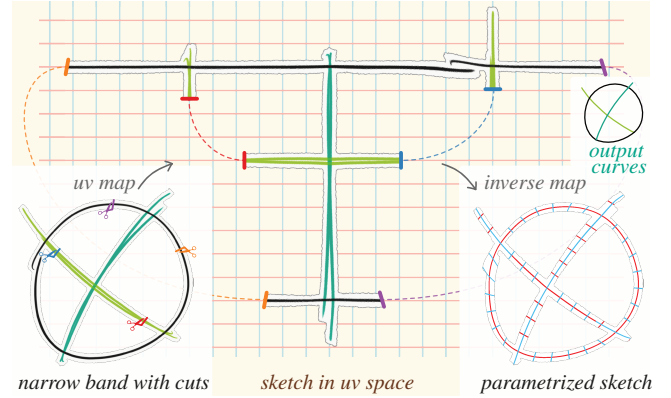 output
curves
uv map
inverse map
narrow band with cuts
sketch in uv space
parametrized sketch